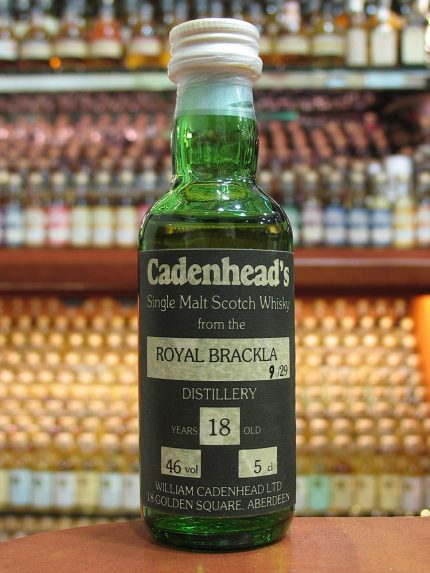 Cadenhead's
Single Malt Scotch Whisky
from the
ROYAL BRACKLA
9/29
DISTILLERY
YEARS 18 OLD
46 vol 5 cl
WILLIAM CADENHEAD LTD
18 GOLDEN SQUARE, ABERDEEN